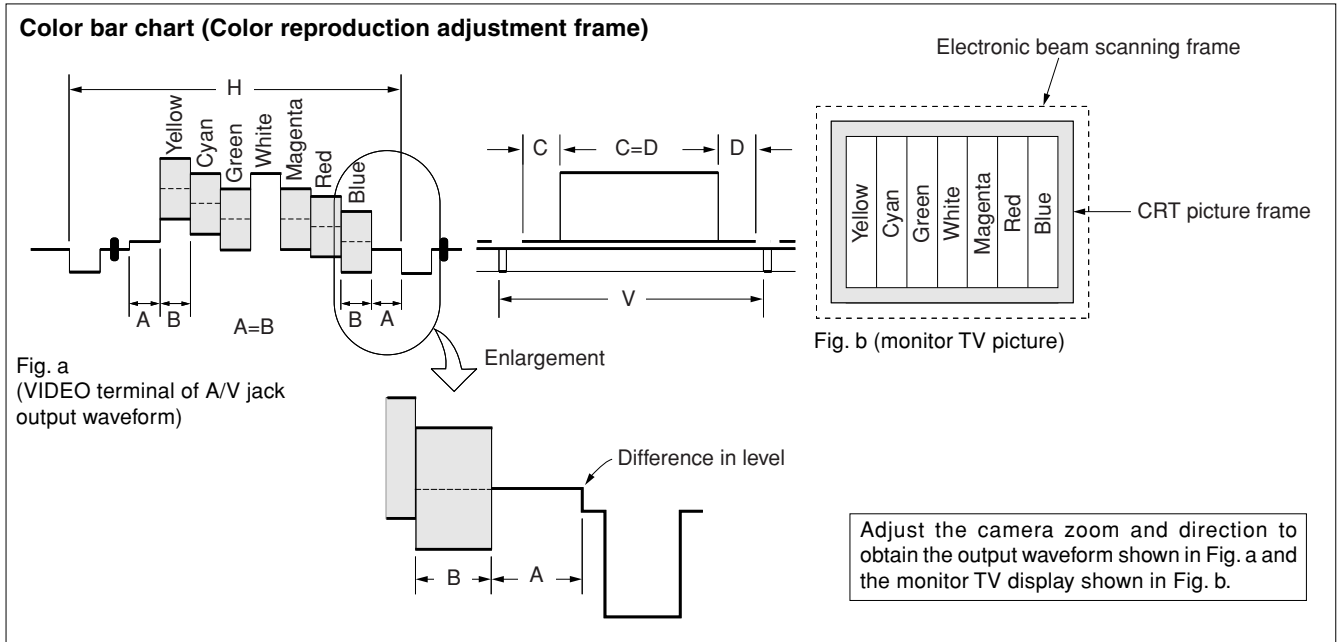 Color bar chart (Color reproduction adjustment frame)
H
Yellow
Cyan
Green
White
Magenta
Red
Blue
A
B
A=B
B
A
Fig. a
(VIDEO terminal of A/V jack
output waveform)
Enlargement
C
C=D
D
V
Electronic beam scanning frame
Yellow
Cyan
Green
White
Magenta
Red
Blue
CRT picture frame
Fig. b (monitor TV picture)
Difference in level
B
A
Adjust the camera zoom and direction to
obtain the output waveform shown in Fig. a and
the monitor TV display shown in Fig. b.